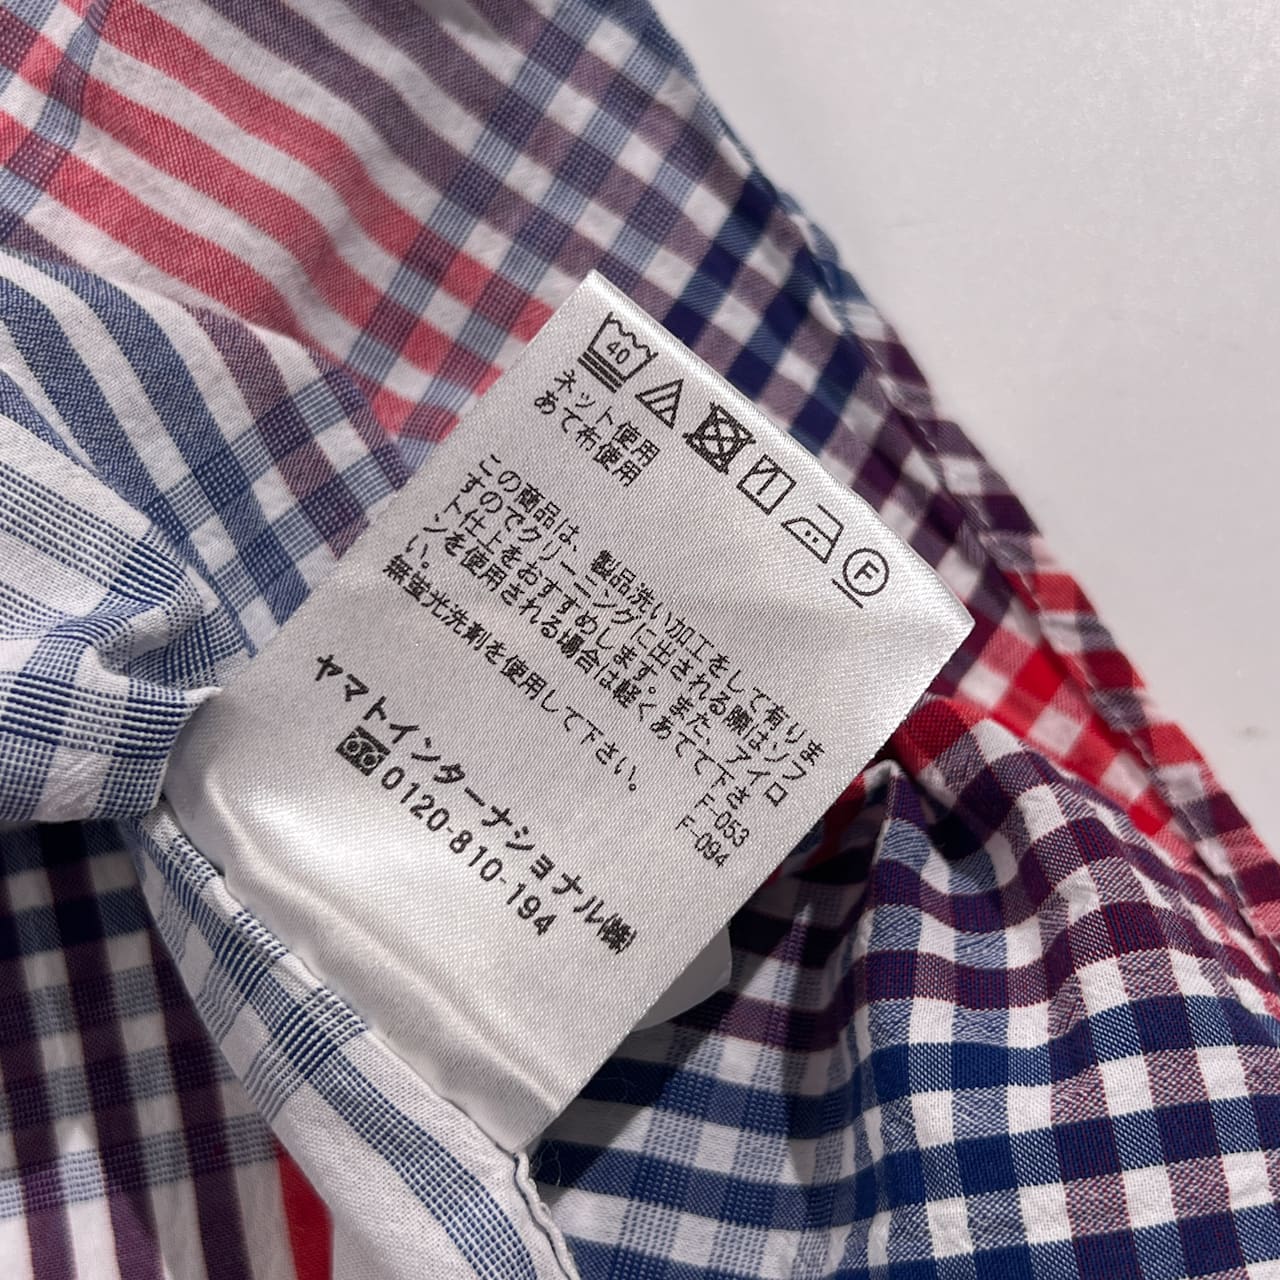 40
F
ネット使用
あて布使用
この商品は、製品洗い加工をして有りま
すのでクリーニングに出される際はソフ
ト仕上をおすすめします。また、アイロ
ンを使用される場合は軽くあてて下さ
い。
F-053
無蛍光洗剤を使用して下さい。
F-094
ヤマトインターナショナル㈱
0120-810-194